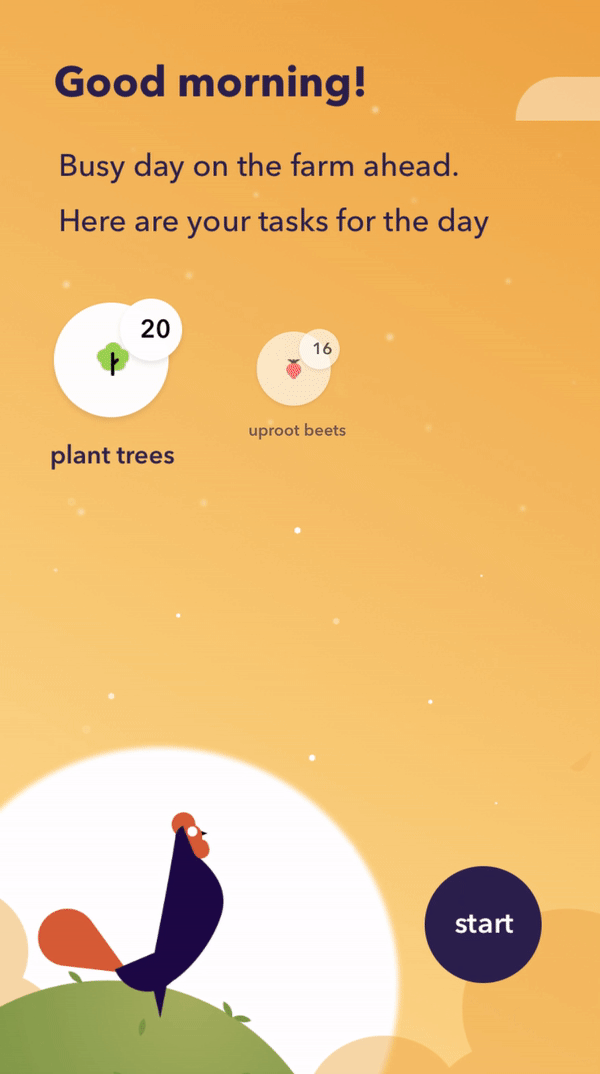 Good morning!
Busy day on the farm ahead.
Here are your tasks for the day
20
16
plant trees
uproot beets
start